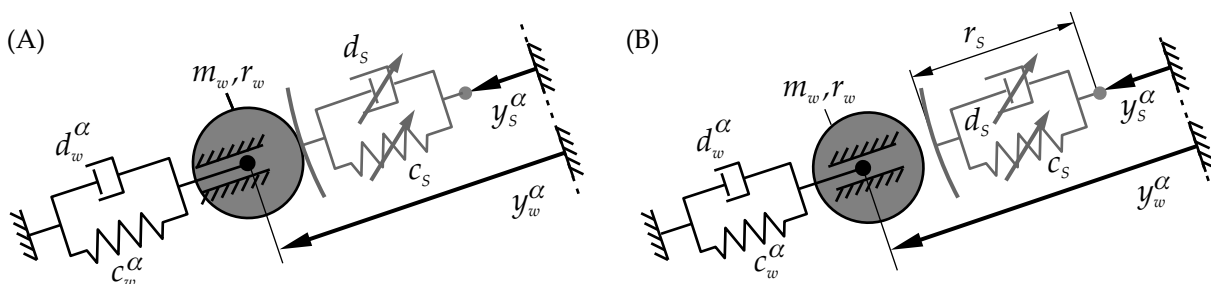 (A)
d_s
m_w, r_w
y_s^α
d_w^α
c_s
y_w^α
c_w^α
(B)
r_s
m_w, r_w
y_s^α
d_s
d_w^α
c_s
y_w^α
c_w^α